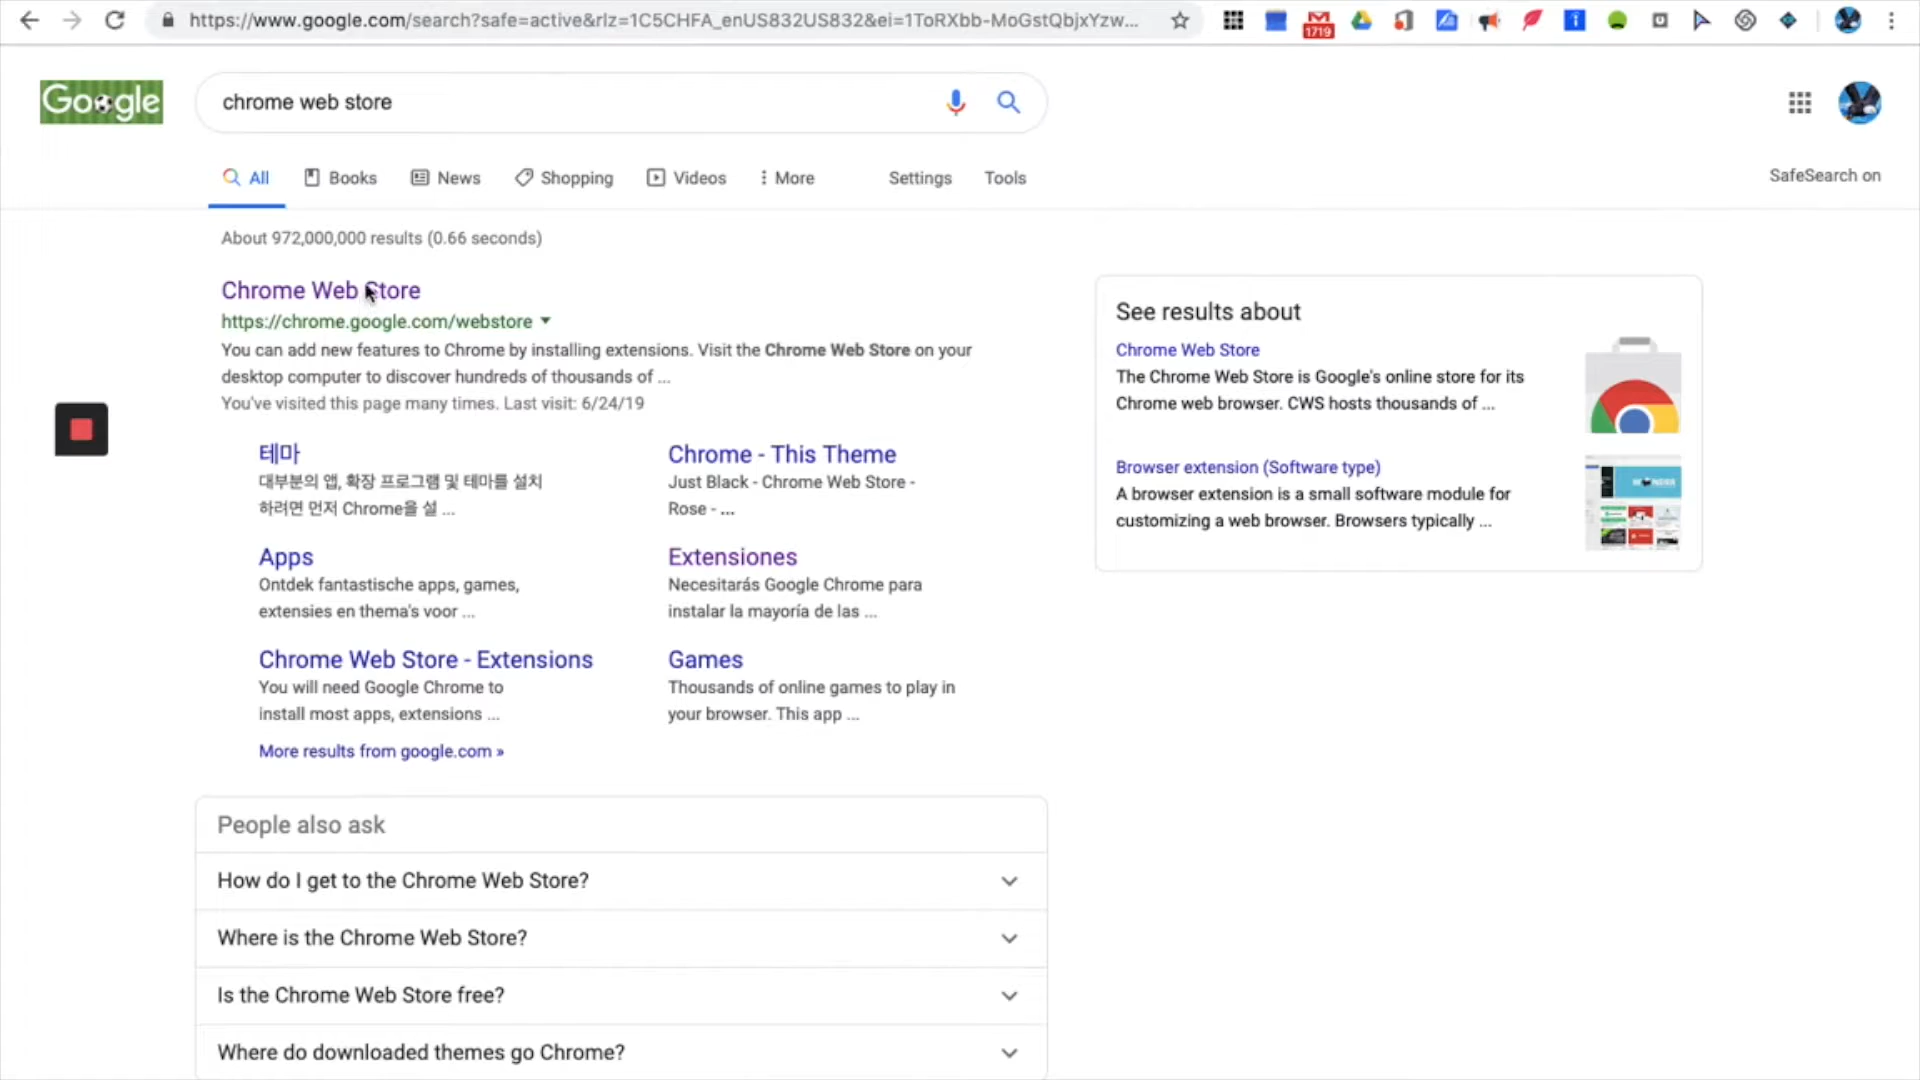 https://www.google.com/search?safe=active&rlz=1C5CHFA_enUS832US832&ei=1ToRXbb-MoGstQbjxYzw...
1719
Google
chrome web store
All
Books
News
Shopping
Videos
More
Settings
Tools
SafeSearch on
About 972,000,000 results (0.66 seconds)
Chrome Web Store
https://chrome.google.com/webstore
You can add new features to Chrome by installing extensions. Visit the Chrome Web Store on your
desktop computer to discover hundreds of thousands of ...
You've visited this page many times. Last visit: 6/24/19
테마
대부분의 앱, 확장 프로그램 및 테마를 설치
하려면 먼저 Chrome을 설 ...
Chrome - This Theme
Just Black - Chrome Web Store -
Rose - ...
Apps
Ontdek fantastische apps, games,
extensies en thema's voor ...
Extensiones
Necesitarás Google Chrome para
instalar la mayoría de las ...
Chrome Web Store - Extensions
You will need Google Chrome to
install most apps, extensions ...
Games
Thousands of online games to play in
your browser. This app ...
More results from google.com »
See results about
Chrome Web Store
The Chrome Web Store is Google's online store for its
Chrome web browser. CWS hosts thousands of ...
Browser extension (Software type)
A browser extension is a small software module for
customizing a web browser. Browsers typically ...
People also ask
How do I get to the Chrome Web Store?
Where is the Chrome Web Store?
Is the Chrome Web Store free?
Where do downloaded themes go Chrome?